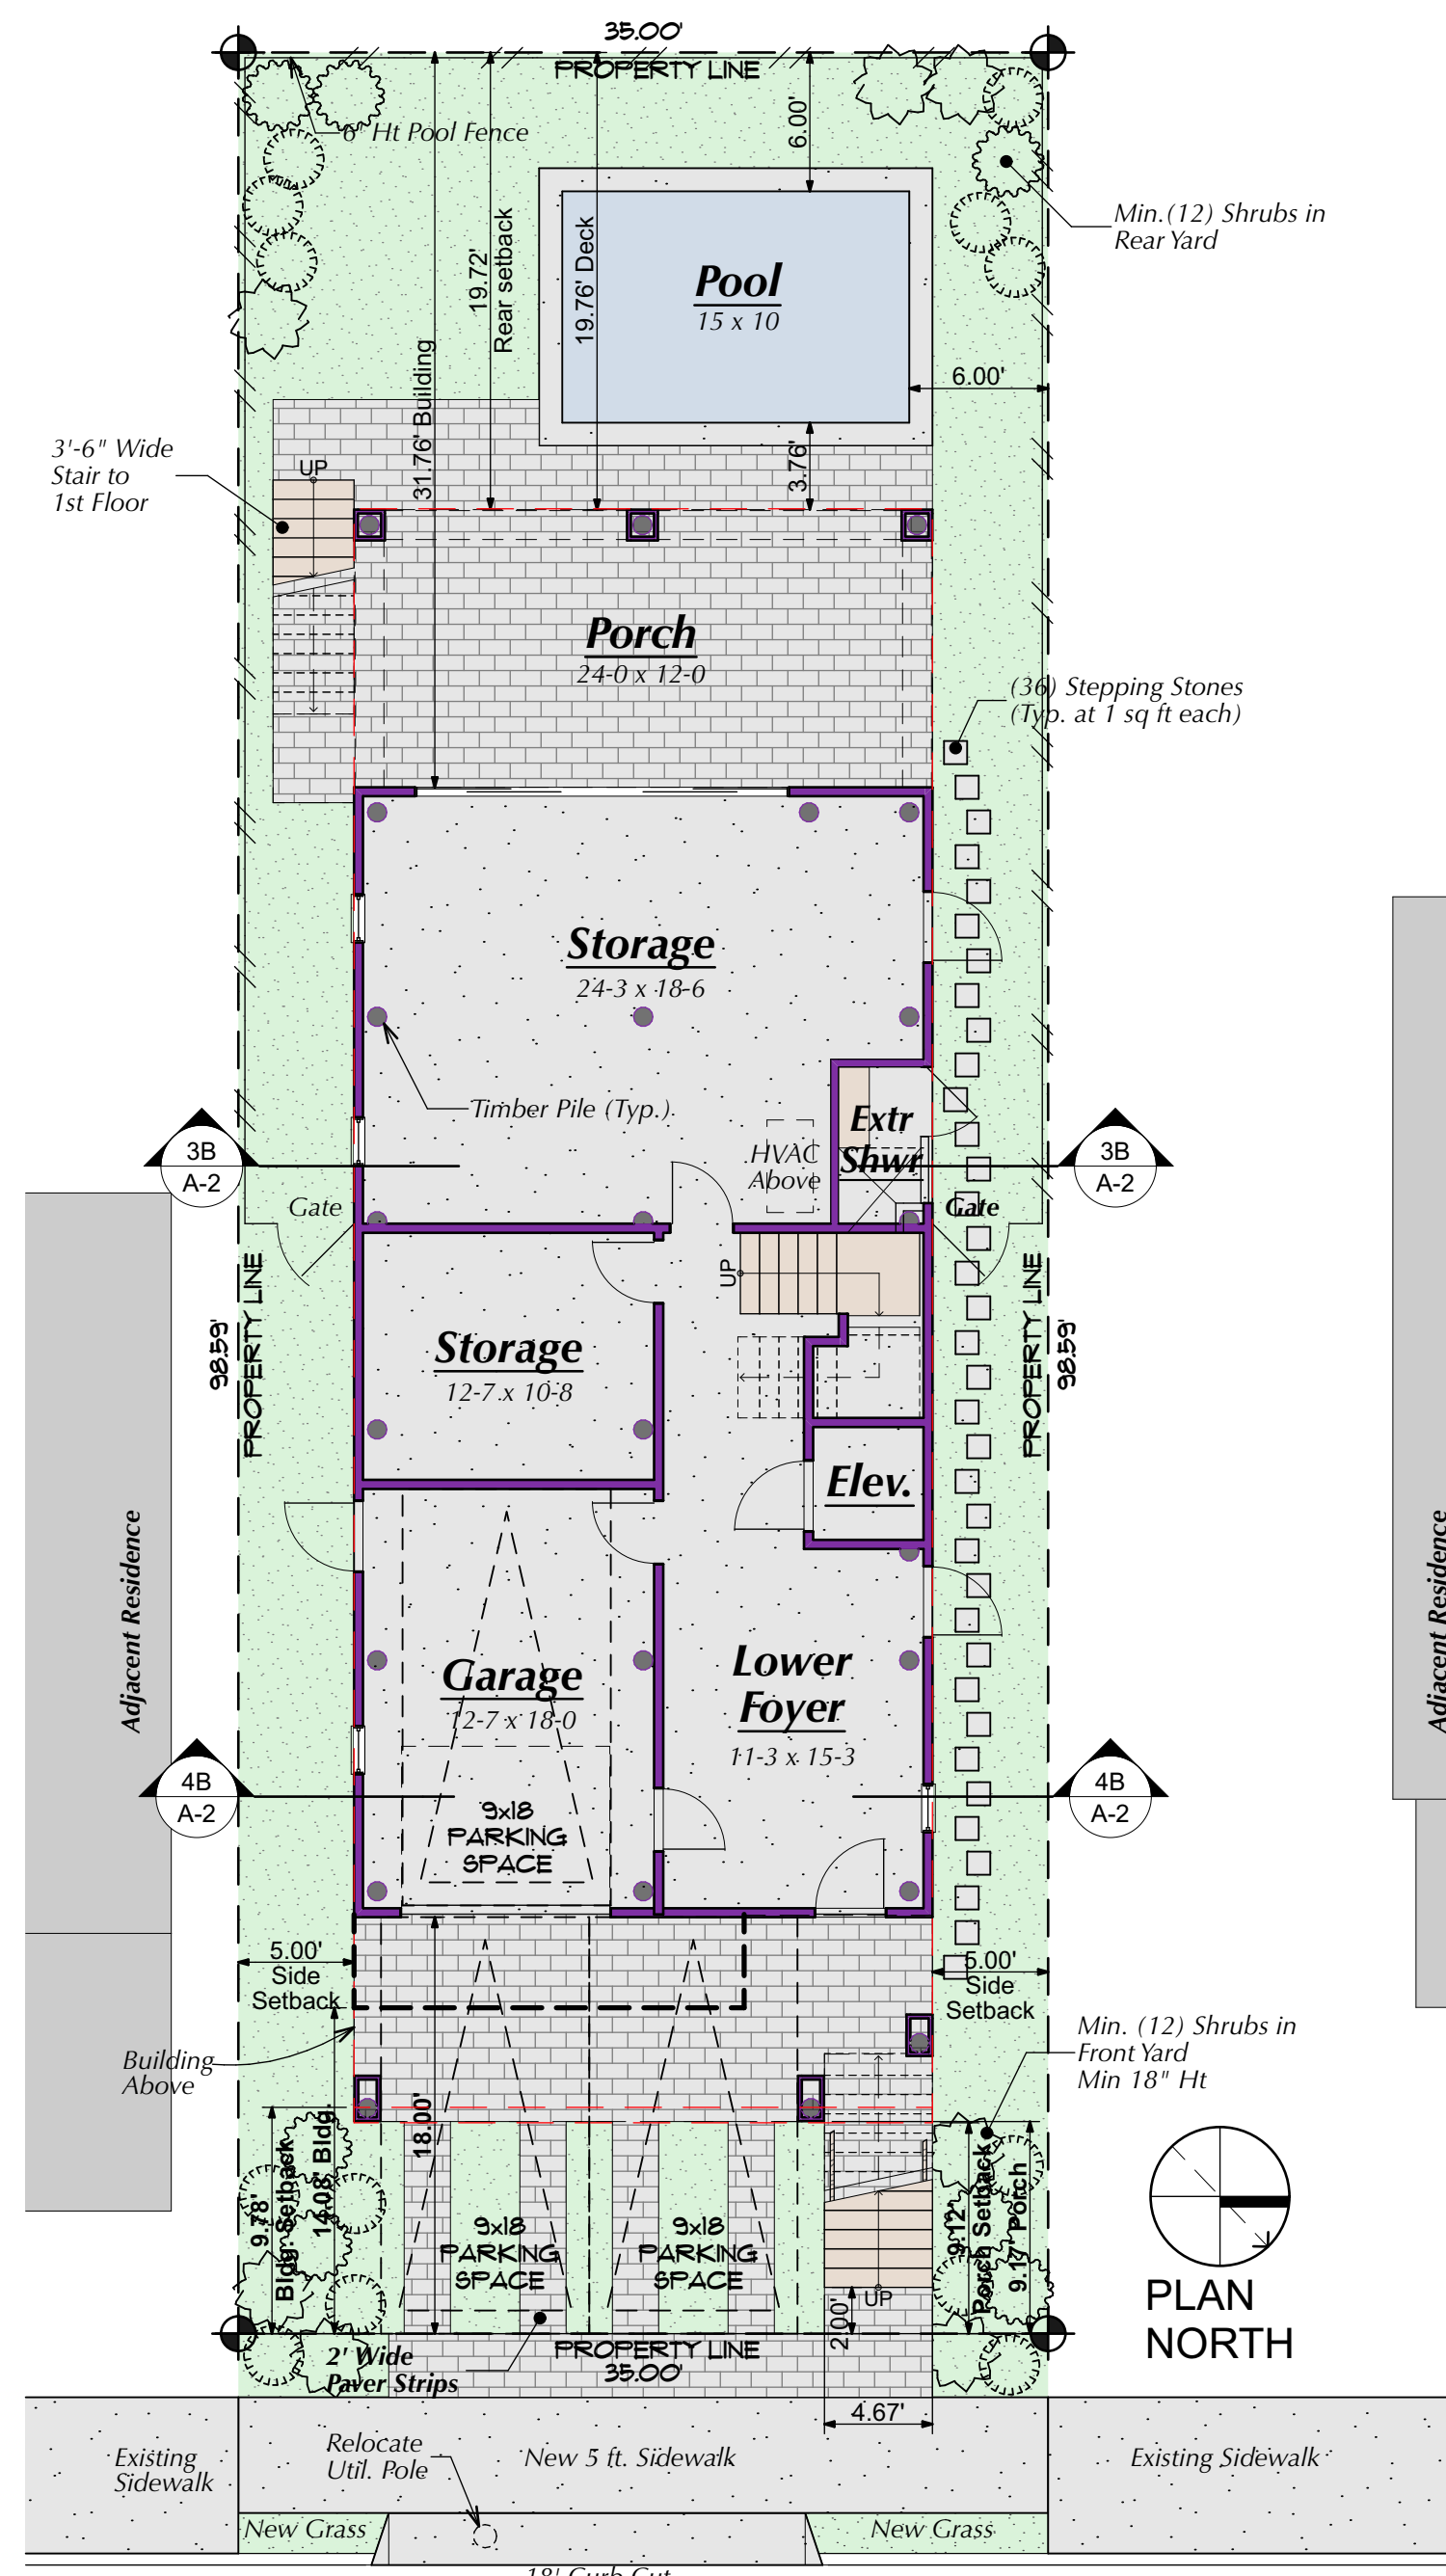 35.00'
PROPERTY LINE
6' Ht Pool Fence
6.00'
Min.(12) Shrubs in
Rear Yard
19.72'
Rear setback
19.76' Deck
31.76' Building
Pool
15 x 10
6.00'
3.76'
3'-6" Wide
Stair to
1st Floor
UP
Porch
24-0 x 12-0
(36) Stepping Stones
(Typ. at 1 sq ft each)
Storage
24-3 x 18-6
Timber Pile (Typ.)
Extr
Shwr
HVAC
Above
3B
A-2
3B
A-2
Gate
Gate
UP
PROPERTY LINE
98.59'
PROPERTY LINE
98.59'
Storage
12-7 x 10-8
Elev.
Adjacent Residence
Adjacent Residence
Garage
12-7 x 18-0
Lower
Foyer
11-3 x 15-3
4B
A-2
4B
A-2
9x18
PARKING
SPACE
5.00'
Side
Setback
5.00'
Side
Setback
Building
Above
Min. (12) Shrubs in
Front Yard
Min 18" Ht
18.00'
9.78'
Bldg. Setback
14.08' Bldg.
9x18
PARKING
SPACE
9x18
PARKING
SPACE
9.12'
Porch Setback
9.17' Porch
UP
2.00'
PLAN
NORTH
2' Wide
Paver Strips
PROPERTY LINE
35.00'
4.67'
Existing
Sidewalk
Relocate
Util. Pole
New 5 ft. Sidewalk
Existing Sidewalk
New Grass
New Grass
18' Curb Cut